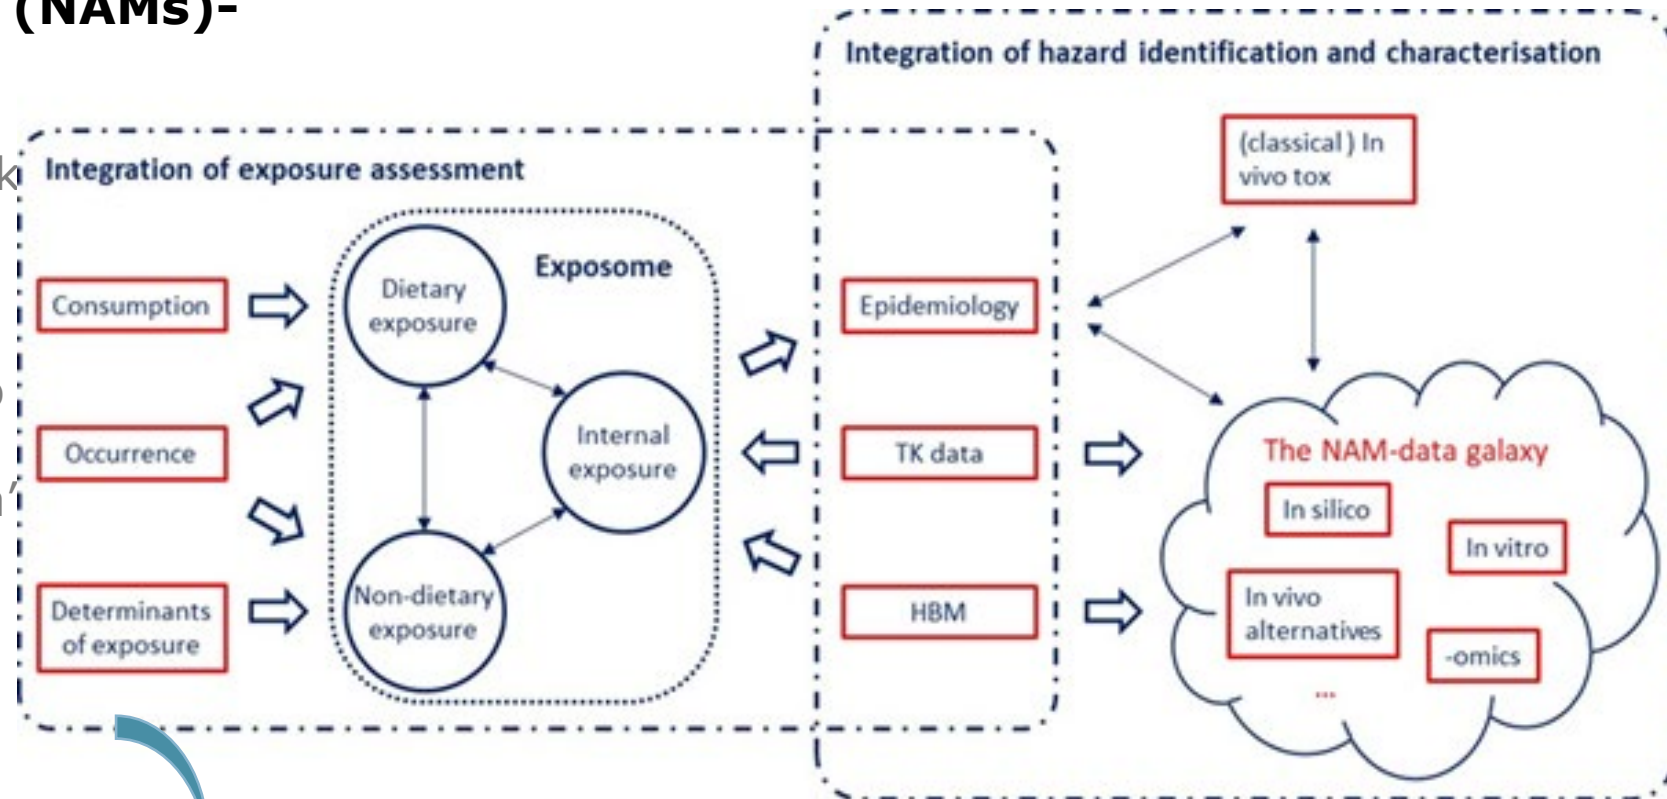 (NAMs)-
Integration of hazard identification and characterisation
(classical ) In
vivo tox
Integration of exposure assessment
k
Consumption
Occurrence
Determinants
of exposure
Exposome
Dietary
exposure
Internal
exposure
Non-dietary
exposure
Epidemiology
TK data
HBM
The NAM-data galaxy
In silico
In vitro
In vivo
alternatives
-omics
...